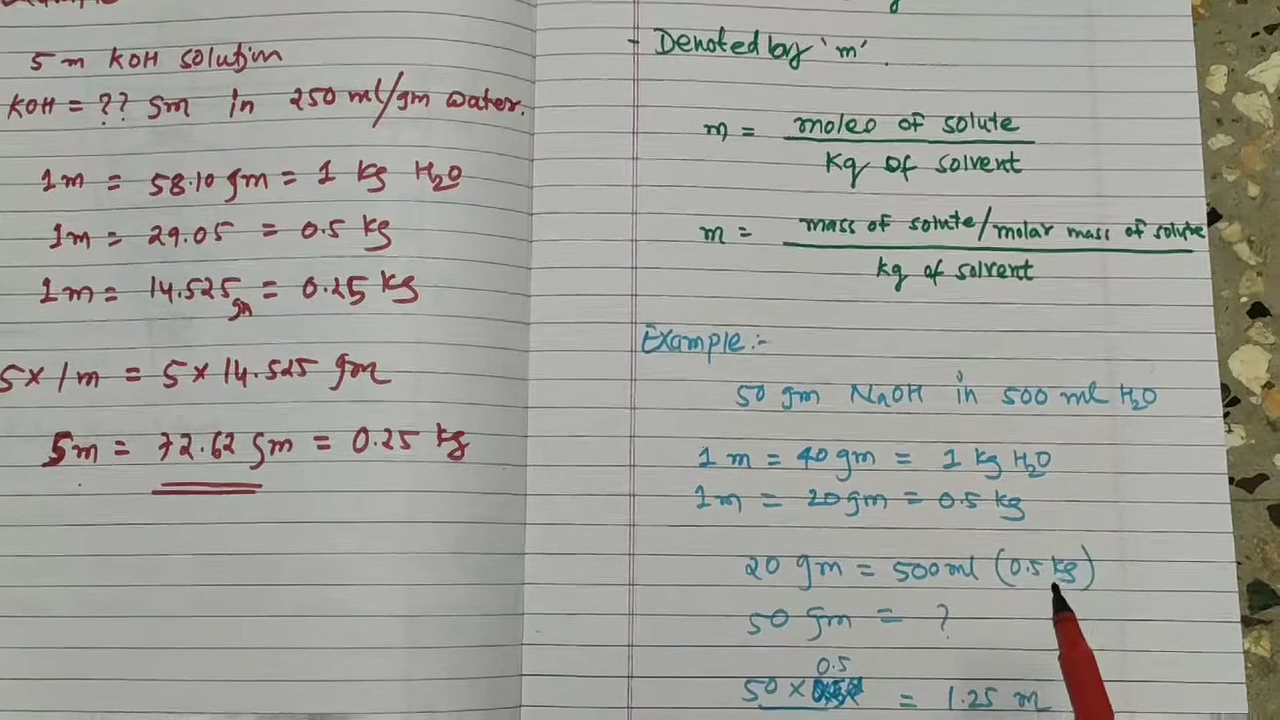 5 m KOH solution
KOH = ?? gm in 250 ml/gm water.
1m = 58.10 gm = 1 kg H2O
1m = 29.05 = 0.5 kg
1m = 14.525 gm = 0.25 kg
5 × 1m = 5 × 14.525 gm
5m = 72.62 gm = 0.25 kg
- Denoted by 'm'.
m = moles of solute
kg of solvent
m = mass of solute/molar mass of solute
kg of solvent
Example :-
50 gm NaOH in 500 ml H2O
1 m = 40 gm = 1 kg H2O
1m = 20 gm = 0.5 kg
20 gm = 500 ml (0.5 kg)
50 gm = ?
0.5
50 × = 1.25 m